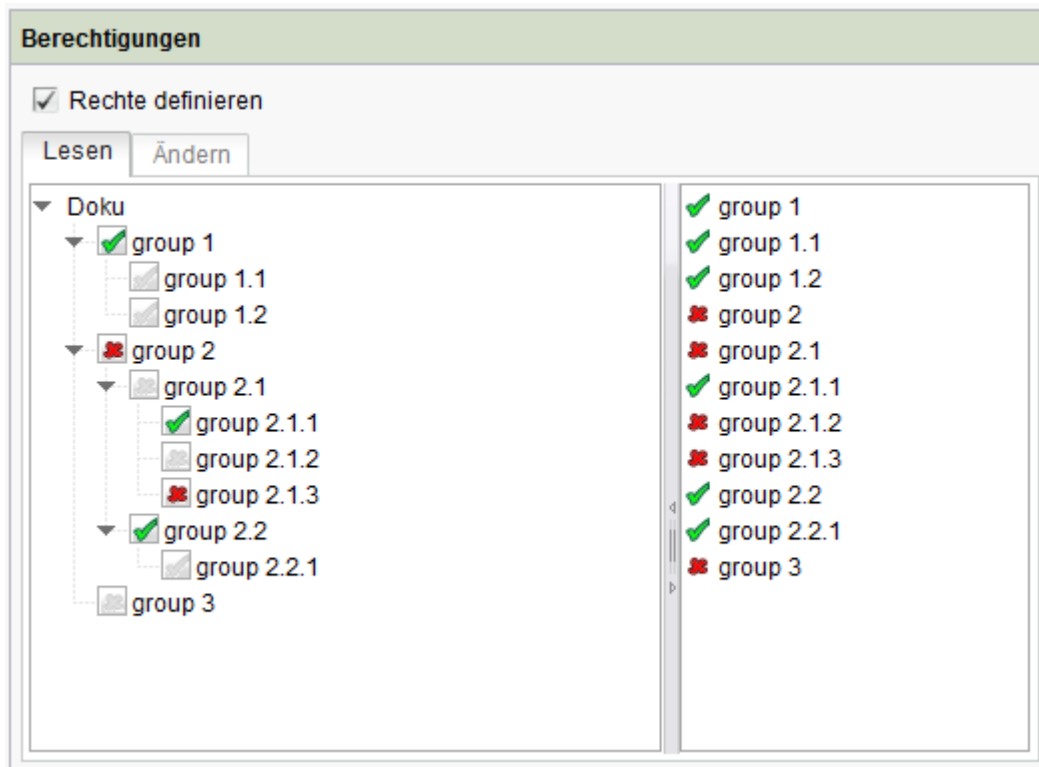 Berechtigungen
Rechte definieren
Lesen Ändern
Doku
group 1
group 1.1
group 1.2
group 2
group 2.1
group 2.1.1
group 2.1.2
group 2.1.3
group 2.2
group 2.2.1
group 3
group 1
group 1.1
group 1.2
group 2
group 2.1
group 2.1.1
group 2.1.2
group 2.1.3
group 2.2
group 2.2.1
group 3